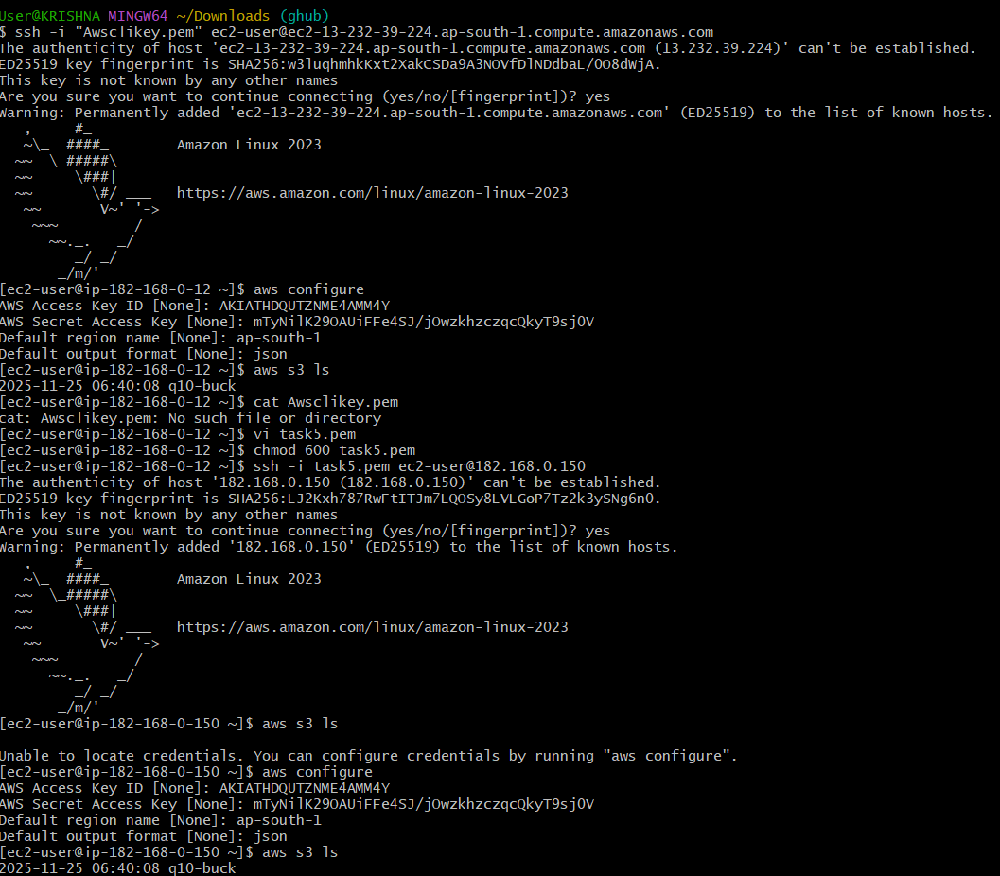 User@KRISHNA MINGW64 ~/Downloads (ghub)
$ ssh -i "Awsclikey.pem" ec2-user@ec2-13-232-39-224.ap-south-1.compute.amazonaws.com
The authenticity of host 'ec2-13-232-39-224.ap-south-1.compute.amazonaws.com (13.232.39.224)' can't be established.
ED25519 key fingerprint is SHA256:w3luqhmhkKxt2XakCSDa9A3NOVfDlNDdbaL/OO8dWjA.
This key is not known by any other names
Are you sure you want to continue connecting (yes/no/[fingerprint])? yes
Warning: Permanently added 'ec2-13-232-39-224.ap-south-1.compute.amazonaws.com' (ED25519) to the list of known hosts.
   ,     #_
   ~\_  ####_        Amazon Linux 2023
  ~~  \_#####\
  ~~     \###|
  ~~       \#/ ___   https://aws.amazon.com/linux/amazon-linux-2023
   ~~       V~' '->
    ~~~         /
      ~~._.   _/
         _/ _/
       _/m/'
[ec2-user@ip-182-168-0-12 ~]$ aws configure
AWS Access Key ID [None]: AKIATHDQUTZNME4AMM4Y
AWS Secret Access Key [None]: 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
Default region name [None]: ap-south-1
Default output format [None]: json
[ec2-user@ip-182-168-0-12 ~]$ aws s3 ls
2025-11-25 06:40:08 q10-buck
[ec2-user@ip-182-168-0-12 ~]$ cat Awsclikey.pem
cat: Awsclikey.pem: No such file or directory
[ec2-user@ip-182-168-0-12 ~]$ vi task5.pem
[ec2-user@ip-182-168-0-12 ~]$ chmod 600 task5.pem
[ec2-user@ip-182-168-0-12 ~]$ ssh -i task5.pem ec2-user@182.168.0.150
The authenticity of host '182.168.0.150 (182.168.0.150)' can't be established.
ED25519 key fingerprint is SHA256:LJ2Kxh787RwFtITJm7LQOSy8LVLGoP7Tz2k3ySNg6n0.
This key is not known by any other names
Are you sure you want to continue connecting (yes/no/[fingerprint])? yes
Warning: Permanently added '182.168.0.150' (ED25519) to the list of known hosts.
   ,     #_
   ~\_  ####_        Amazon Linux 2023
  ~~  \_#####\
  ~~     \###|
  ~~       \#/ ___   https://aws.amazon.com/linux/amazon-linux-2023
   ~~       V~' '->
    ~~~         /
      ~~._.   _/
         _/ _/
       _/m/'
[ec2-user@ip-182-168-0-150 ~]$ aws s3 ls
Unable to locate credentials. You can configure credentials by running "aws configure".
[ec2-user@ip-182-168-0-150 ~]$ aws configure
AWS Access Key ID [None]: AKIATHDQUTZNME4AMM4Y
AWS Secret Access Key [None]: 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
Default region name [None]: ap-south-1
Default output format [None]: json
[ec2-user@ip-182-168-0-150 ~]$ aws s3 ls
2025-11-25 06:40:08 q10-buck